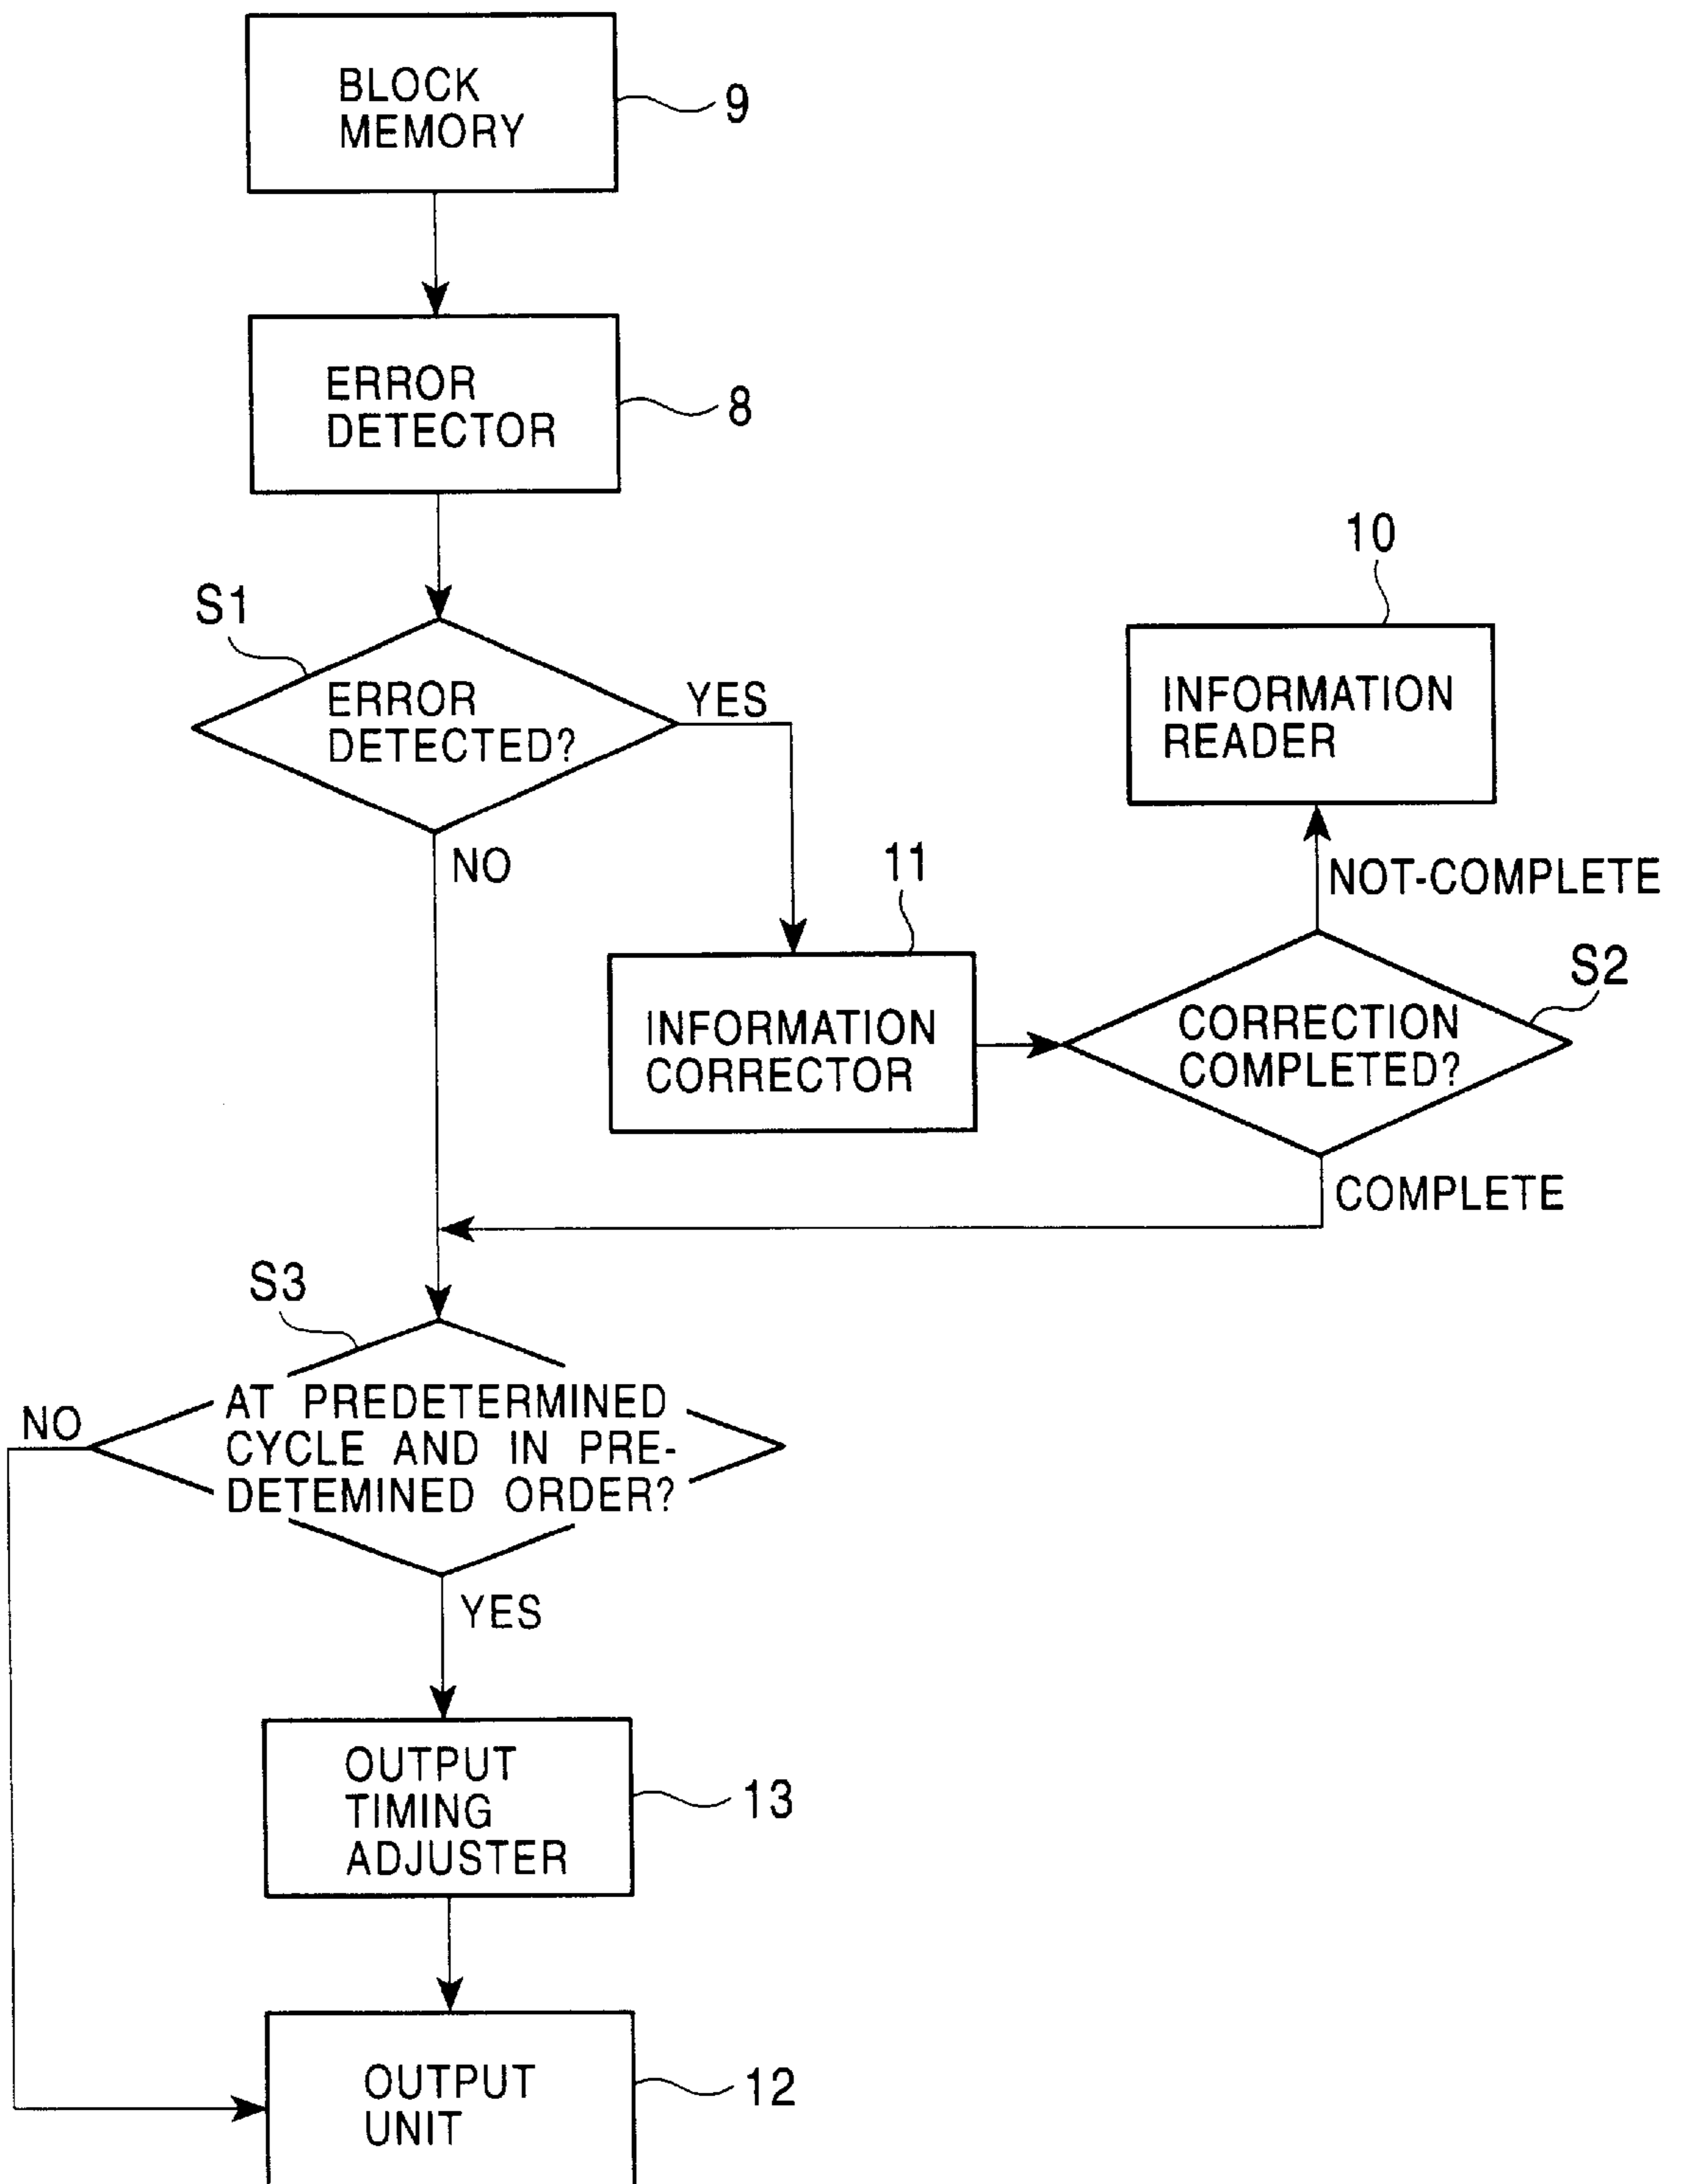 BLOCK
MEMORY
9
ERROR
DETECTOR
8
S1
ERROR
DETECTED?
YES
NO
10
INFORMATION
READER
NOT-COMPLETE
11
INFORMATION
CORRECTOR
S2
CORRECTION
COMPLETED?
COMPLETE
S3
AT PREDETERMINED
CYCLE AND IN PRE-
DETEMINED ORDER?
NO
YES
OUTPUT
TIMING
ADJUSTER
13
OUTPUT
UNIT
12